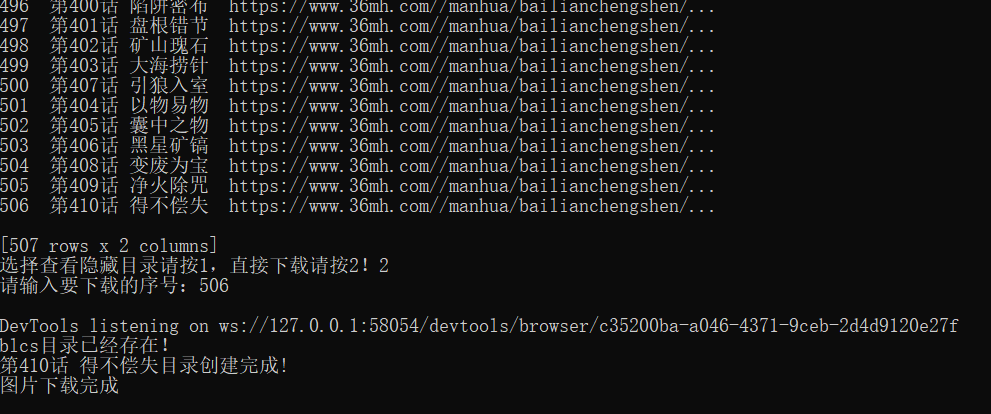 496 第400话 陷阱密布 https://www.36mh.com//manhua/bailianchengshen/...
497 第401话 盘根错节 https://www.36mh.com//manhua/bailianchengshen/...
498 第402话 矿山瑰石 https://www.36mh.com//manhua/bailianchengshen/...
499 第403话 大海捞针 https://www.36mh.com//manhua/bailianchengshen/...
500 第407话 引狼入室 https://www.36mh.com//manhua/bailianchengshen/...
501 第404话 以物易物 https://www.36mh.com//manhua/bailianchengshen/...
502 第405话 囊中之物 https://www.36mh.com//manhua/bailianchengshen/...
503 第406话 黑星矿镐 https://www.36mh.com//manhua/bailianchengshen/...
504 第408话 变废为宝 https://www.36mh.com//manhua/bailianchengshen/...
505 第409话 净火除咒 https://www.36mh.com//manhua/bailianchengshen/...
506 第410话 得不偿失 https://www.36mh.com//manhua/bailianchengshen/...
[507 rows x 2 columns]
选择查看隐藏目录请按1，直接下载请按2！2
请输入要下载的序号：506
DevTools listening on ws://127.0.0.1:58054/devtools/browser/c35200ba-a046-4371-9ceb-2d4d9120e27f
blcs目录已经存在！
第410话 得不偿失目录创建完成!
图片下载完成